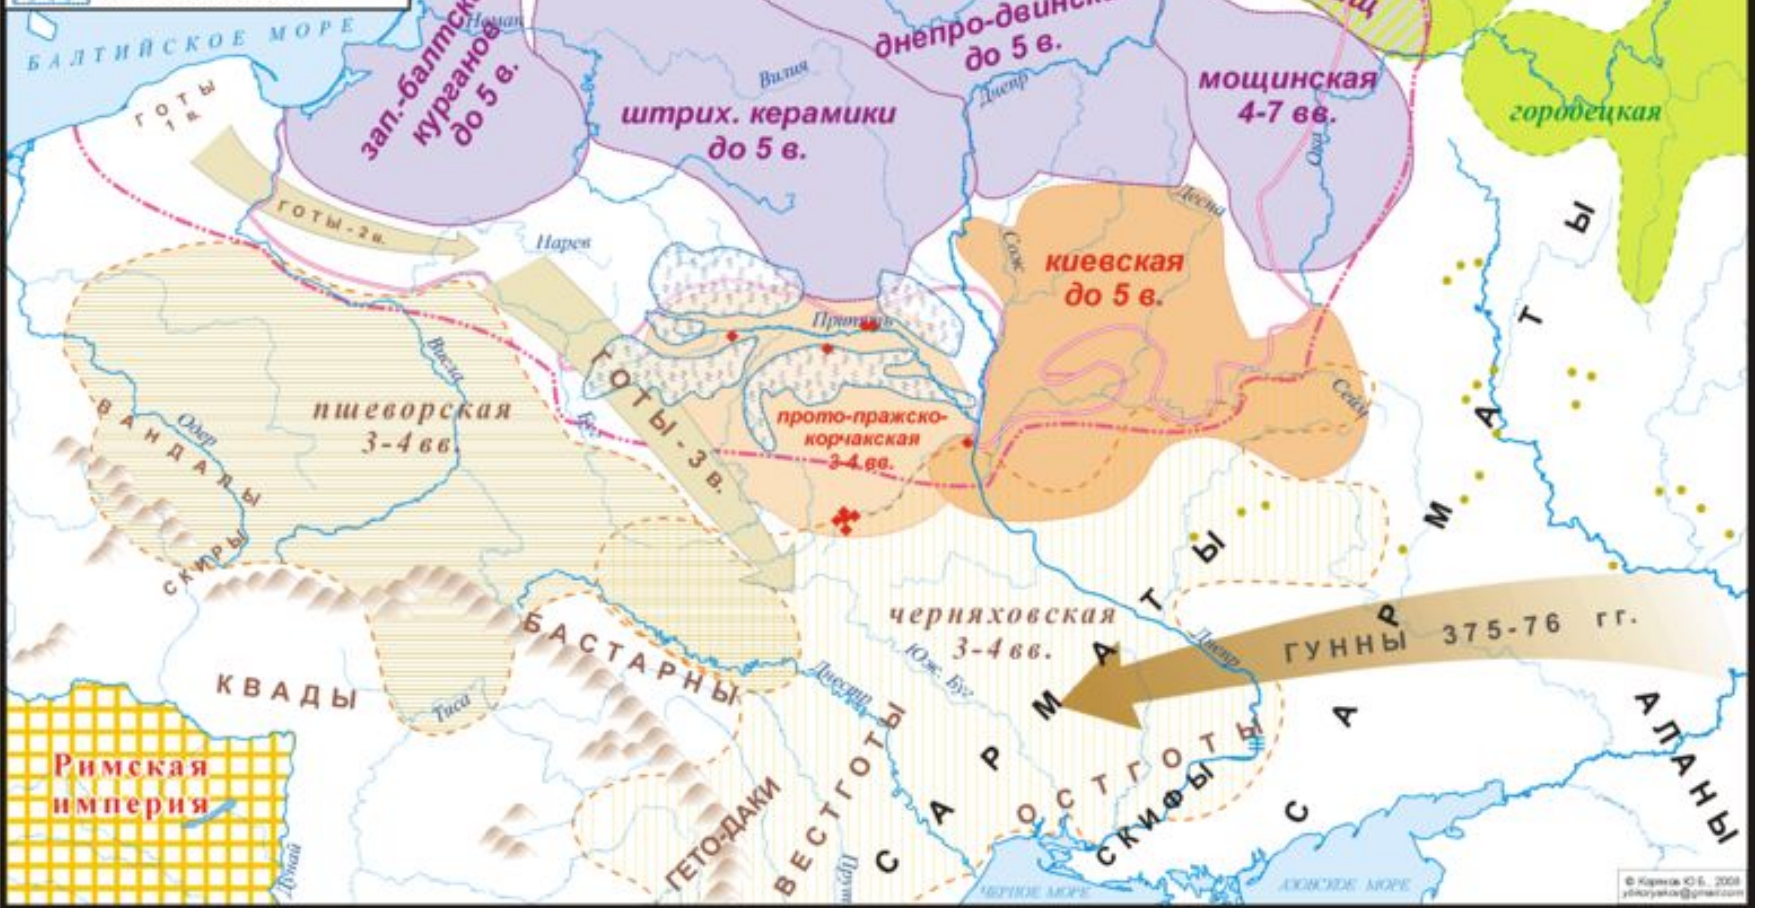 БАЛТИЙСКОЕ МОРЕ
ГОТЫ
1 в.
ГОТЫ-2 в.
зап.-балтск
курганов
до 5 в.
Неман
Вилия
штрих. керамики
до 5 в.
днепро-двинск
до 5 в.
Днепр
мощинская
4-7 вв.
Ока
городецкая
Нарев
Десна
Сож
киевская
до 5 в.
Припять
ГОТЫ-3 в.
прото-пражско-
корчакская
3-4 вв.
Сейм
Висла
пшеворская
3-4 вв.
Одер
ВАНДАЛЫ
СКИРЫ
КВАДЫ
БАСТАРНЫ
Тиса
Римская
империя
Дунай
ГЕТО-ДАКИ
ВЕСТГОТЫ
Прут
Днестр
Юж. Буг
черняховская
3-4 вв.
САРМАТЫ
ОСТГОТЫ
СКИФЫ
Днепр
ГУННЫ 375-76 гг.
САРМАТЫ
АЛАНЫ
ЧЕРНОЕ МОРЕ
АЗОВСКОЕ МОРЕ
© Коряков Ю.Б., 2008